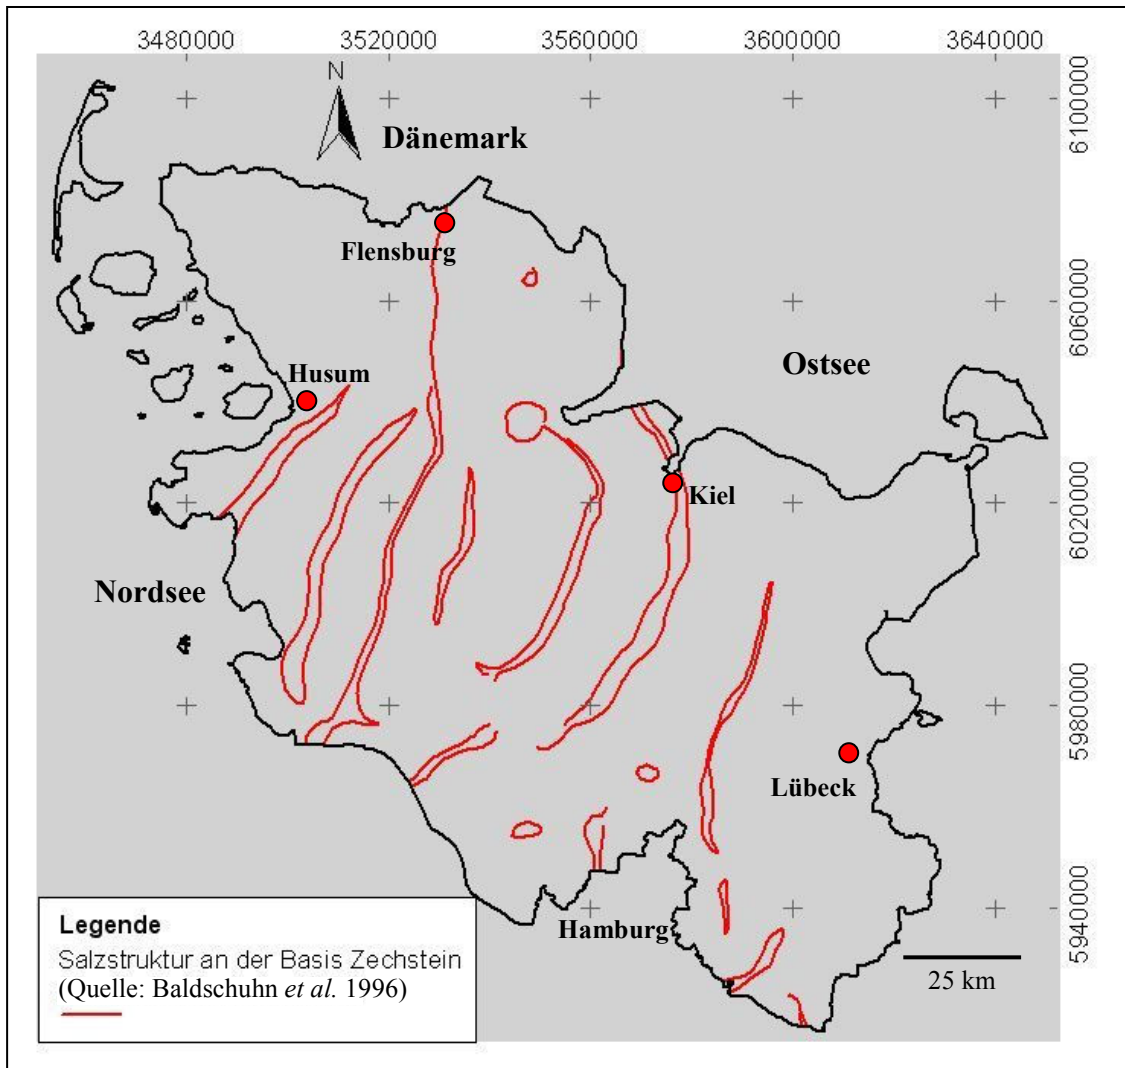 3480000 3520000 3560000 3600000 3640000
N
6100000
Dänemark
Flensburg
6060000
Husum
Ostsee
Kiel
6020000
Nordsee
5980000
Lübeck
5940000
Hamburg
25 km
Legende
Salzstruktur an der Basis Zechstein
(Quelle: Baldschuhn et al. 1996)